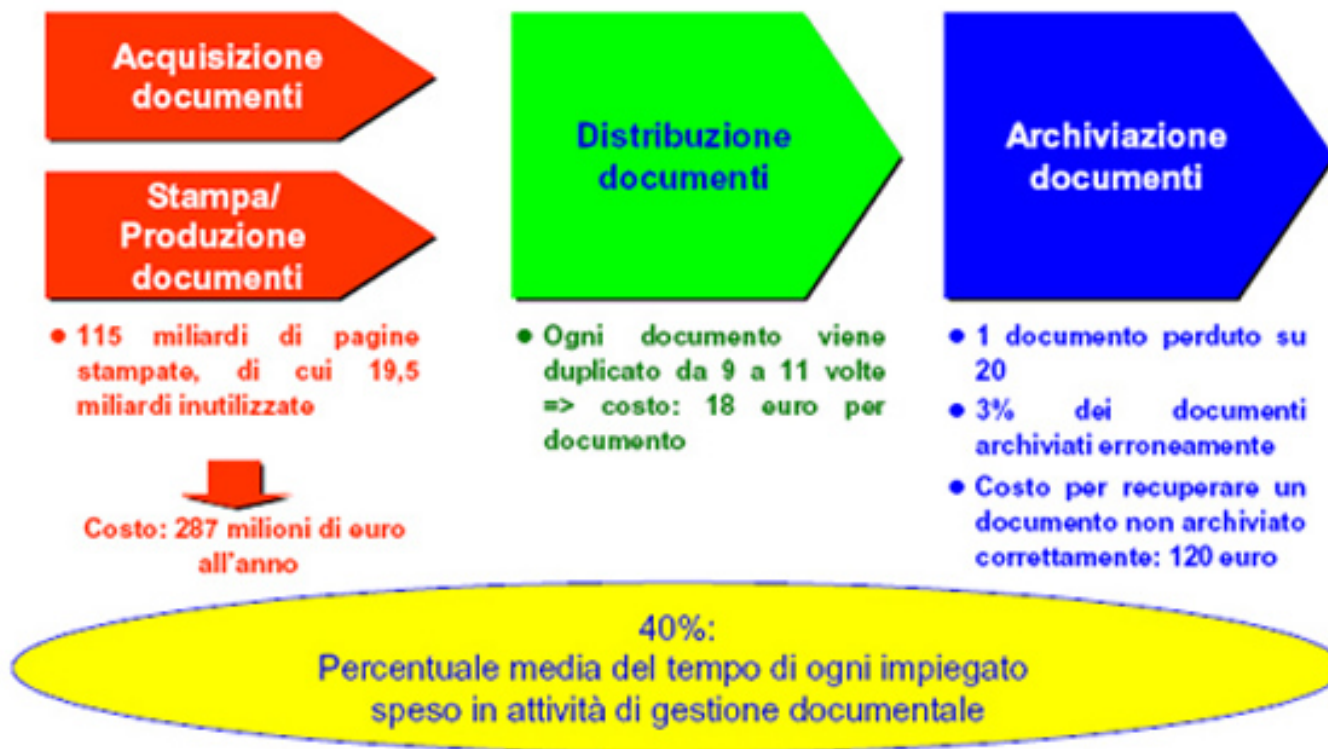 Acquisizione
documenti
Stampa/
Produzione
documenti
• 115 miliardi di pagine
stampate, di cui 19,5
miliardi inutilizzate
Costo: 287 milioni di euro
all'anno
Distribuzione
documenti
• Ogni documento viene
duplicato da 9 a 11 volte
=> costo: 18 euro per
documento
Archiviazione
documenti
• 1 documento perduto su
20
• 3% dei documenti
archiviati erroneamente
• Costo per recuperare un
documento non archiviato
correttamente: 120 euro
40%:
Percentuale media del tempo di ogni impiegato
speso in attività di gestione documentale